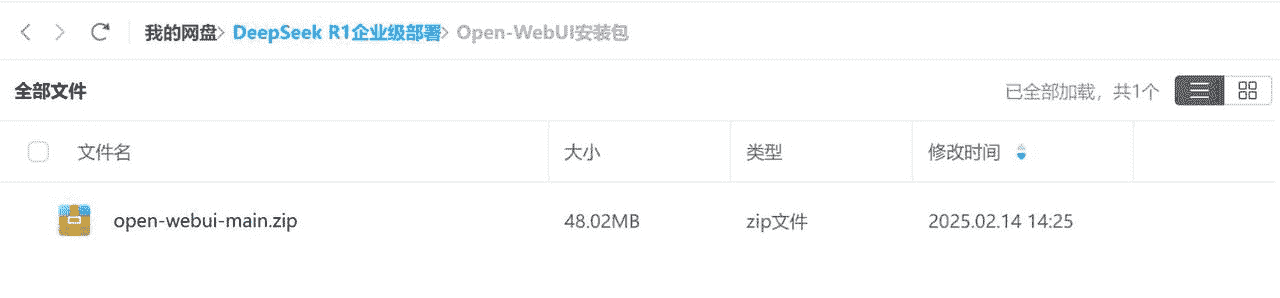 我的网盘> DeepSeek R1企业级部署> Open-WebUI安装包
全部文件 已全部加载，共1个
文件名 大小 类型 修改时间
open-webui-main.zip 48.02MB zip文件 2025.02.14 14:25